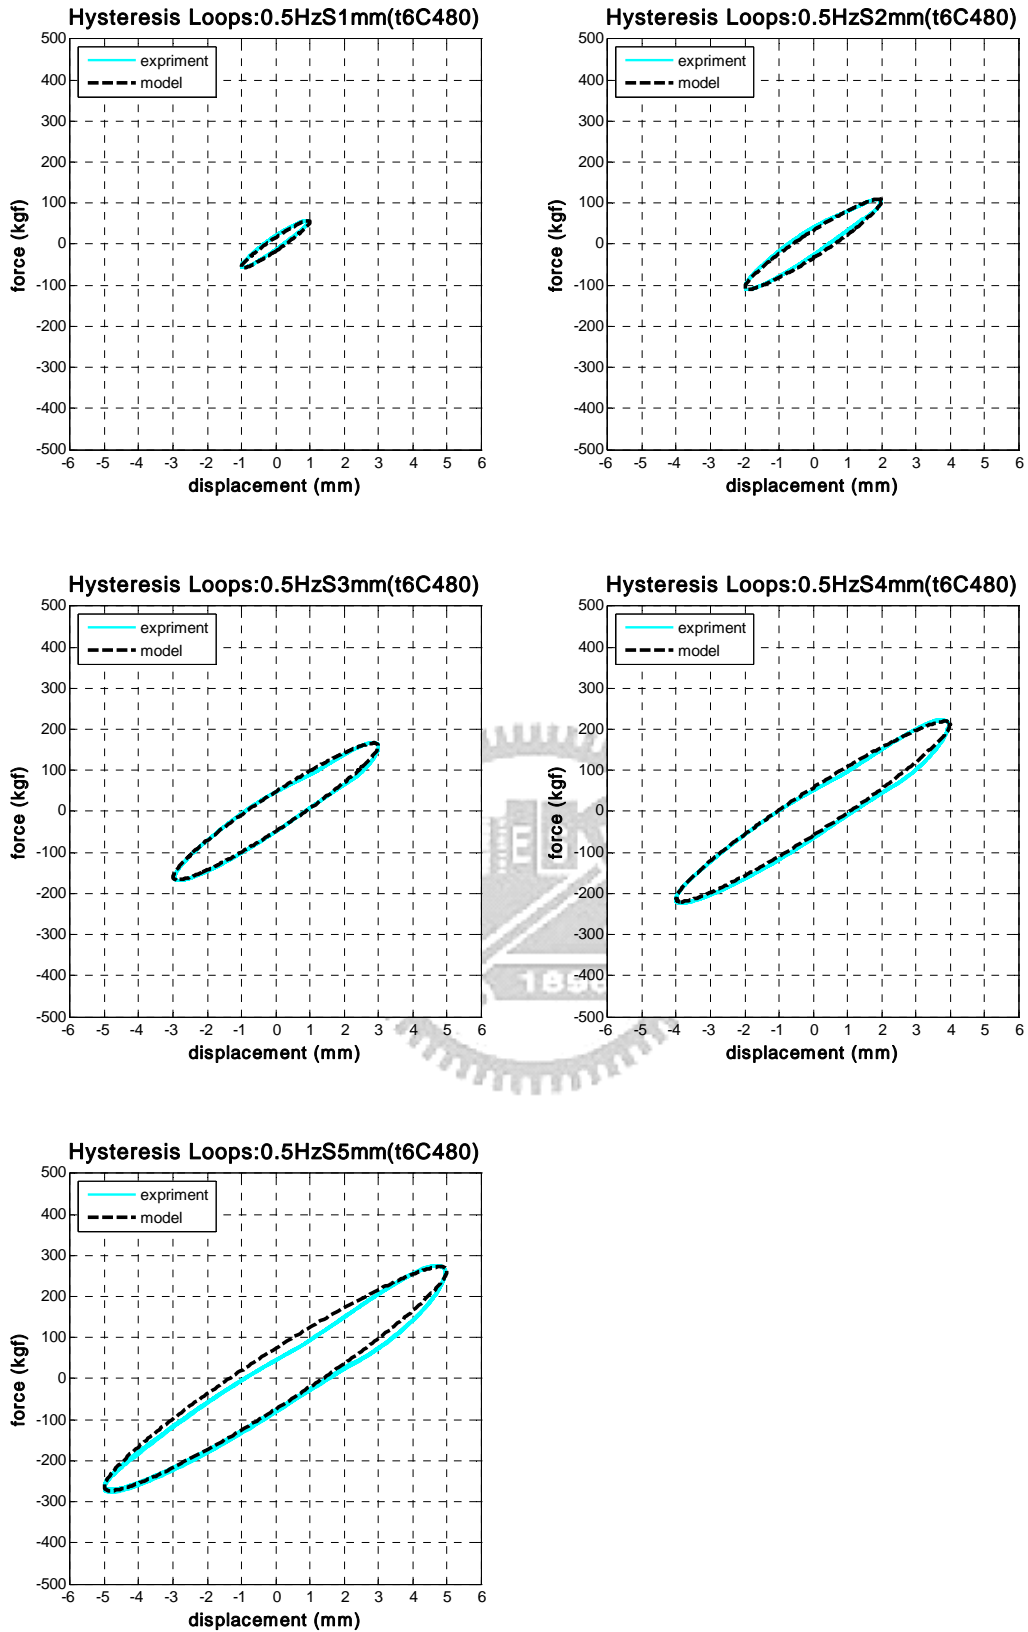 Hysteresis Loops:0.5HzS1mm(t6C480)
500
400
300
200
100
0
-100
-200
-300
-400
-500
force (kgf)
expriment
model
-6 -5 -4 -3 -2 -1 0 1 2 3 4 5 6
displacement (mm)
Hysteresis Loops:0.5HzS2mm(t6C480)
500
400
300
200
100
0
-100
-200
-300
-400
-500
force (kgf)
expriment
model
-6 -5 -4 -3 -2 -1 0 1 2 3 4 5 6
displacement (mm)
Hysteresis Loops:0.5HzS3mm(t6C480)
500
400
300
200
100
0
-100
-200
-300
-400
-500
force (kgf)
expriment
model
-6 -5 -4 -3 -2 -1 0 1 2 3 4 5 6
displacement (mm)
Hysteresis Loops:0.5HzS4mm(t6C480)
500
400
300
200
100
0
-100
-200
-300
-400
-500
force (kgf)
expriment
model
-6 -5 -4 -3 -2 -1 0 1 2 3 4 5 6
displacement (mm)
Hysteresis Loops:0.5HzS5mm(t6C480)
500
400
300
200
100
0
-100
-200
-300
-400
-500
force (kgf)
expriment
model
-6 -5 -4 -3 -2 -1 0 1 2 3 4 5 6
displacement (mm)